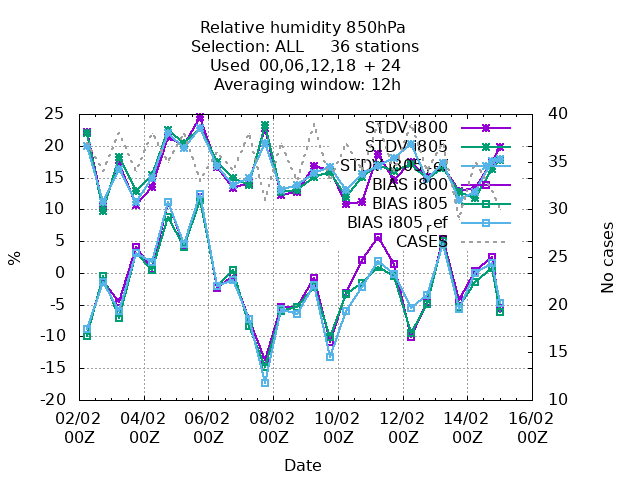 Relative humidity 850hPa
Selection: ALL 36 stations
Used 00,06,12,18 + 24
Averaging window: 12h
25
20
15
10
5
0
-5
-10
-15
-20
%
40
35
30
25
20
15
10
No cases
STDV i800
STDV i805
STDV i805_ref
BIAS i800
BIAS i805
BIAS i805_ref
CASES
02/02 04/02 06/02 08/02 10/02 12/02 14/02 16/02
00Z 00Z 00Z 00Z 00Z 00Z 00Z 00Z
Date